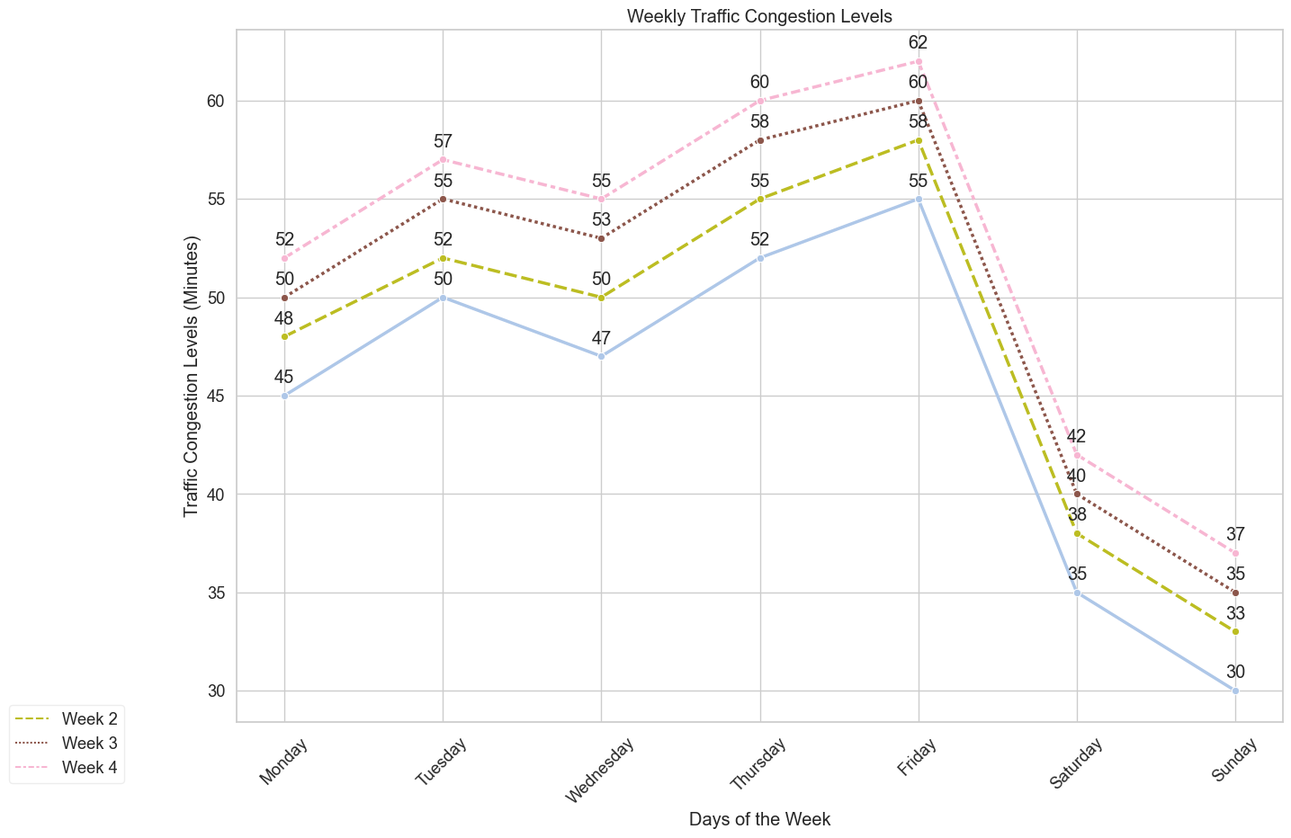 Weekly Traffic Congestion Levels
62
60
60
58
58
57
55
55
55
55
53
52
52
52
50
50
50
48
47
45
42
40
38
37
35
35
33
30
Traffic Congestion Levels (Minutes)
60
55
50
45
40
35
30
Monday
Tuesday
Wednesday
Thursday
Friday
Saturday
Sunday
Days of the Week
Week 2
Week 3
Week 4